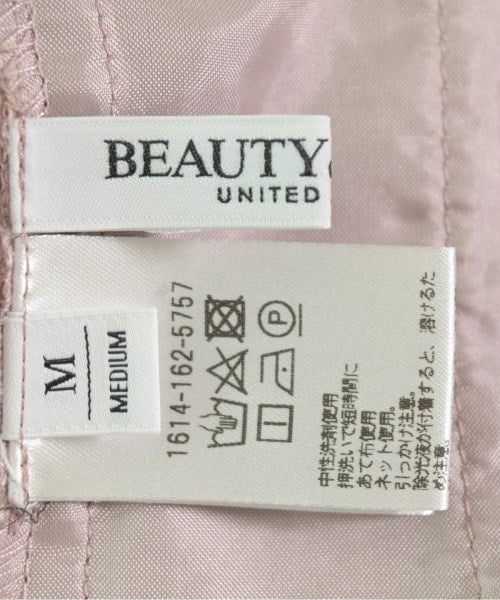 BEAUTY
UNITED
M
MEDIUM
1614-162-5757
P
中性洗剤使用
押洗いで短時間に
あて布使用
ネット使用。
引っかけ注意。
除光液が付着すると、溶けるた
め注意。